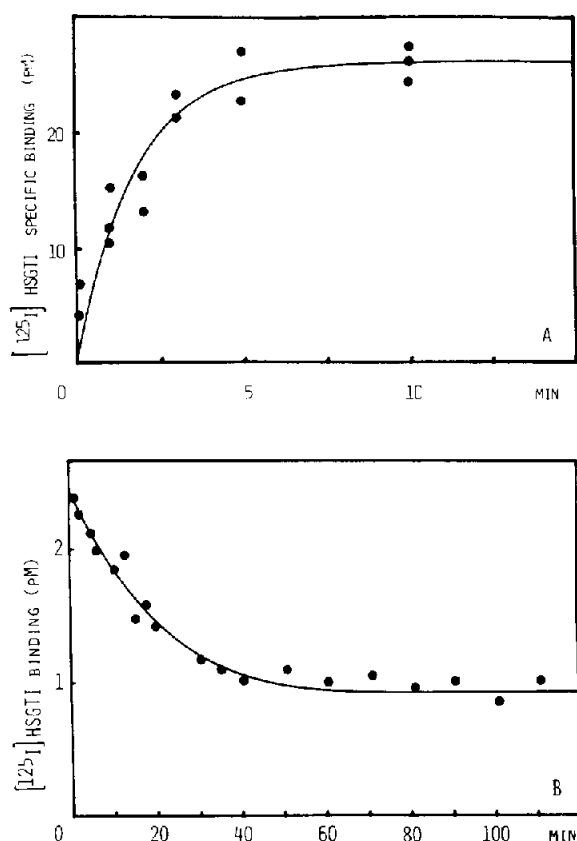 [125I] HSGTI SPECIFIC BINDING (pM)
20
10
A
0 5 10 MIN
[125I] HSGTI BINDING (pM)
2
1
B
0 20 40 60 80 100 MIN